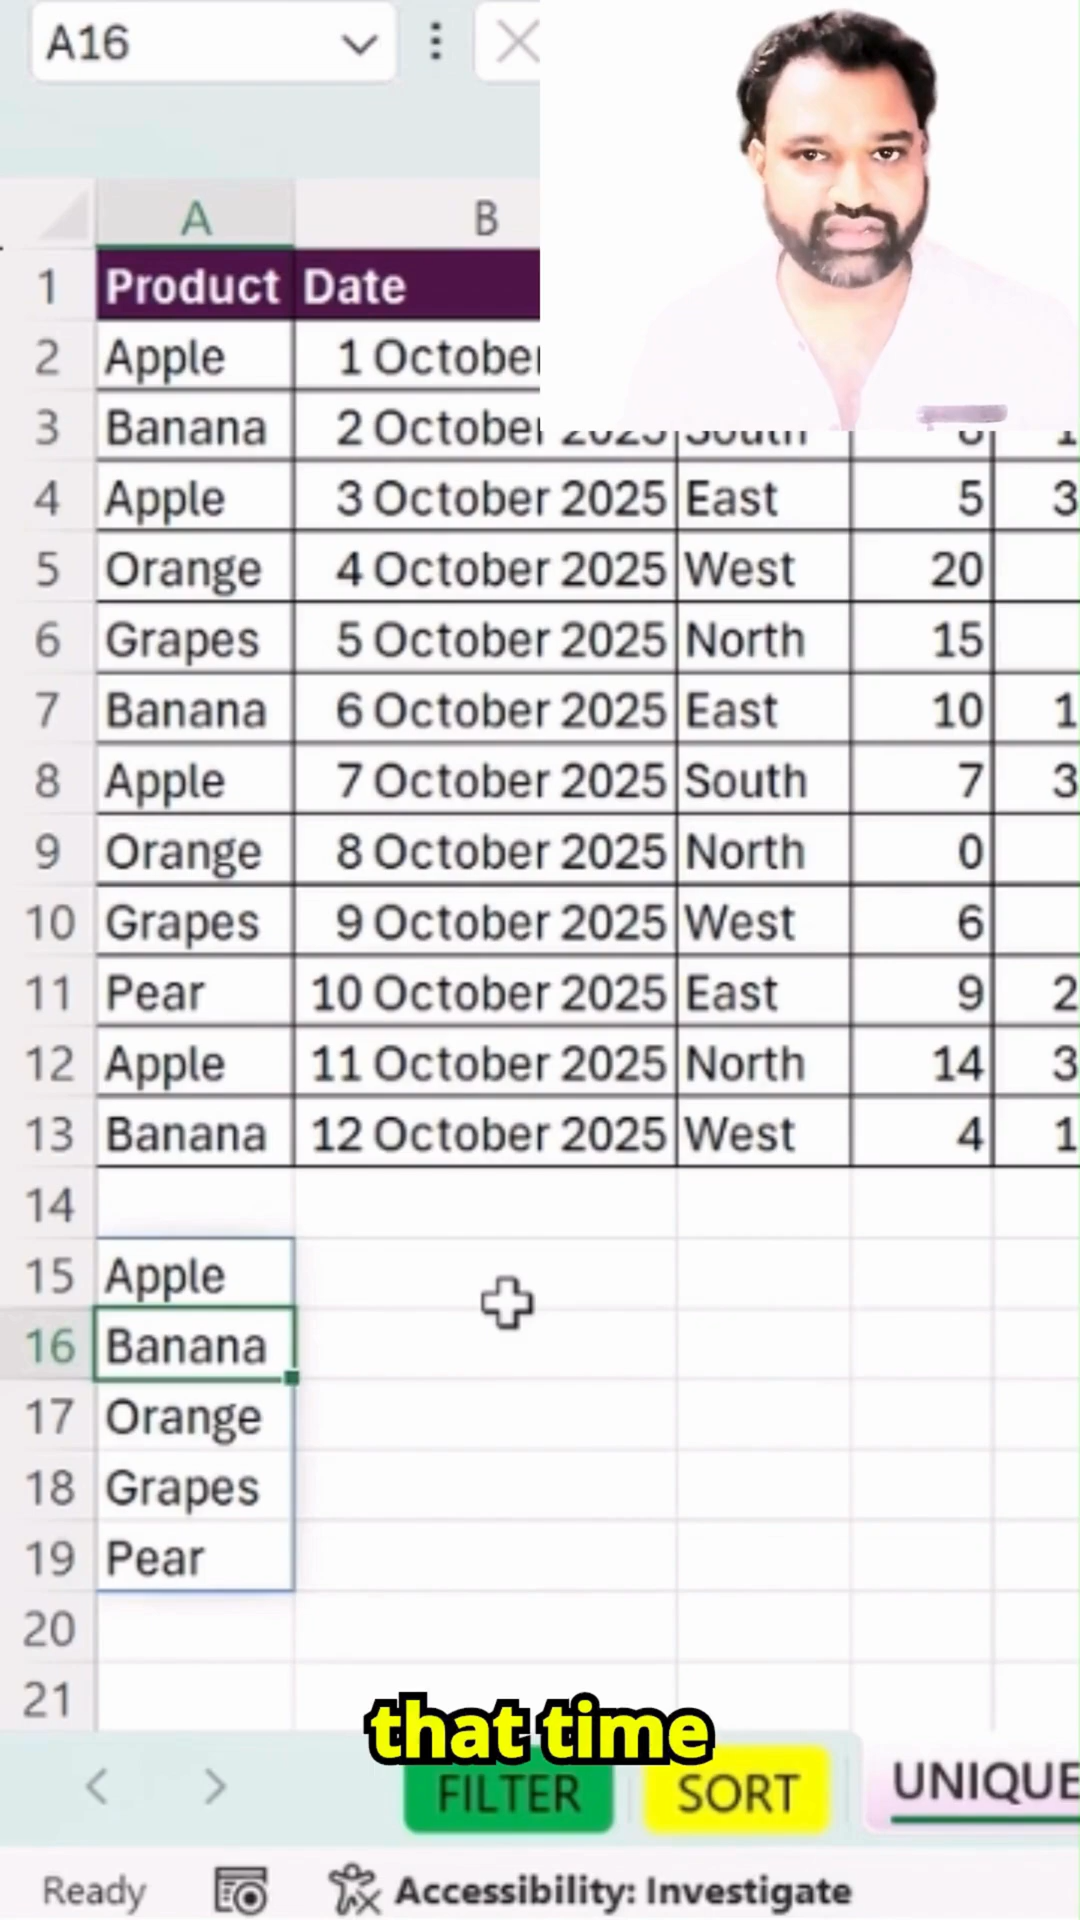 A16
A B
1 Product Date
2 Apple 1 October
3 Banana 2 October 2025 South 1
4 Apple 3 October 2025 East 5 3
5 Orange 4 October 2025 West 20
6 Grapes 5 October 2025 North 15
7 Banana 6 October 2025 East 10 1
8 Apple 7 October 2025 South 7 3
9 Orange 8 October 2025 North 0
10 Grapes 9 October 2025 West 6
11 Pear 10 October 2025 East 9 2
12 Apple 11 October 2025 North 14 3
13 Banana 12 October 2025 West 4 1
14
15 Apple
16 Banana
17 Orange
18 Grapes
19 Pear
20
21
that time
FILTER SORT UNIQUE
Ready Accessibility: Investigate